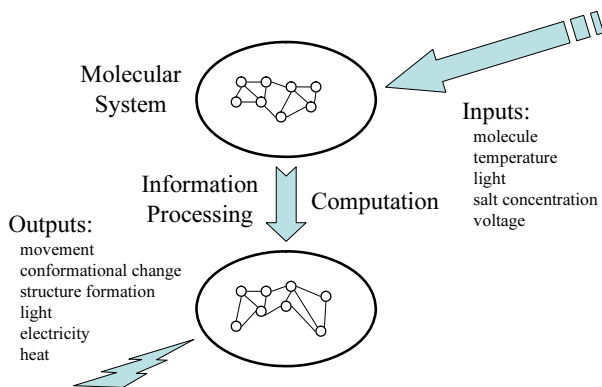 Molecular
System
Inputs:
molecule
temperature
light
salt concentration
voltage
Information
Processing
Computation
Outputs:
movement
conformational change
structure formation
light
electricity
heat